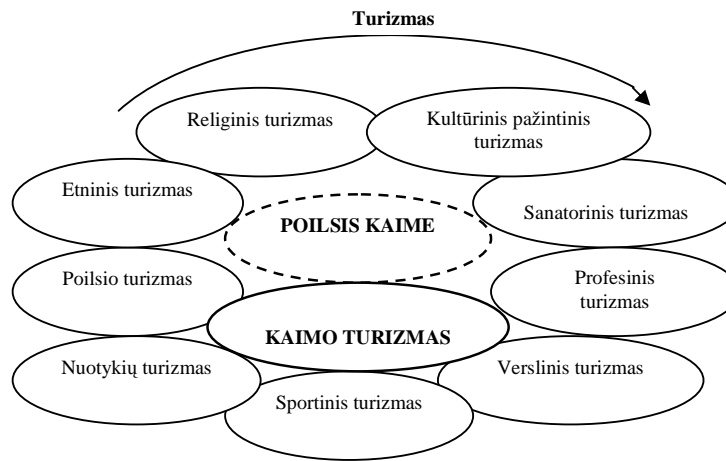 Turizmas
Religinis turizmas
Kultūrinis pažintinis
turizmas
Etninis turizmas
Sanatorinis turizmas
POILSIS KAIME
Poilsio turizmas
Profesinis
turizmas
KAIMO TURIZMAS
Nuotykių turizmas
Verslinis turizmas
Sportinis turizmas